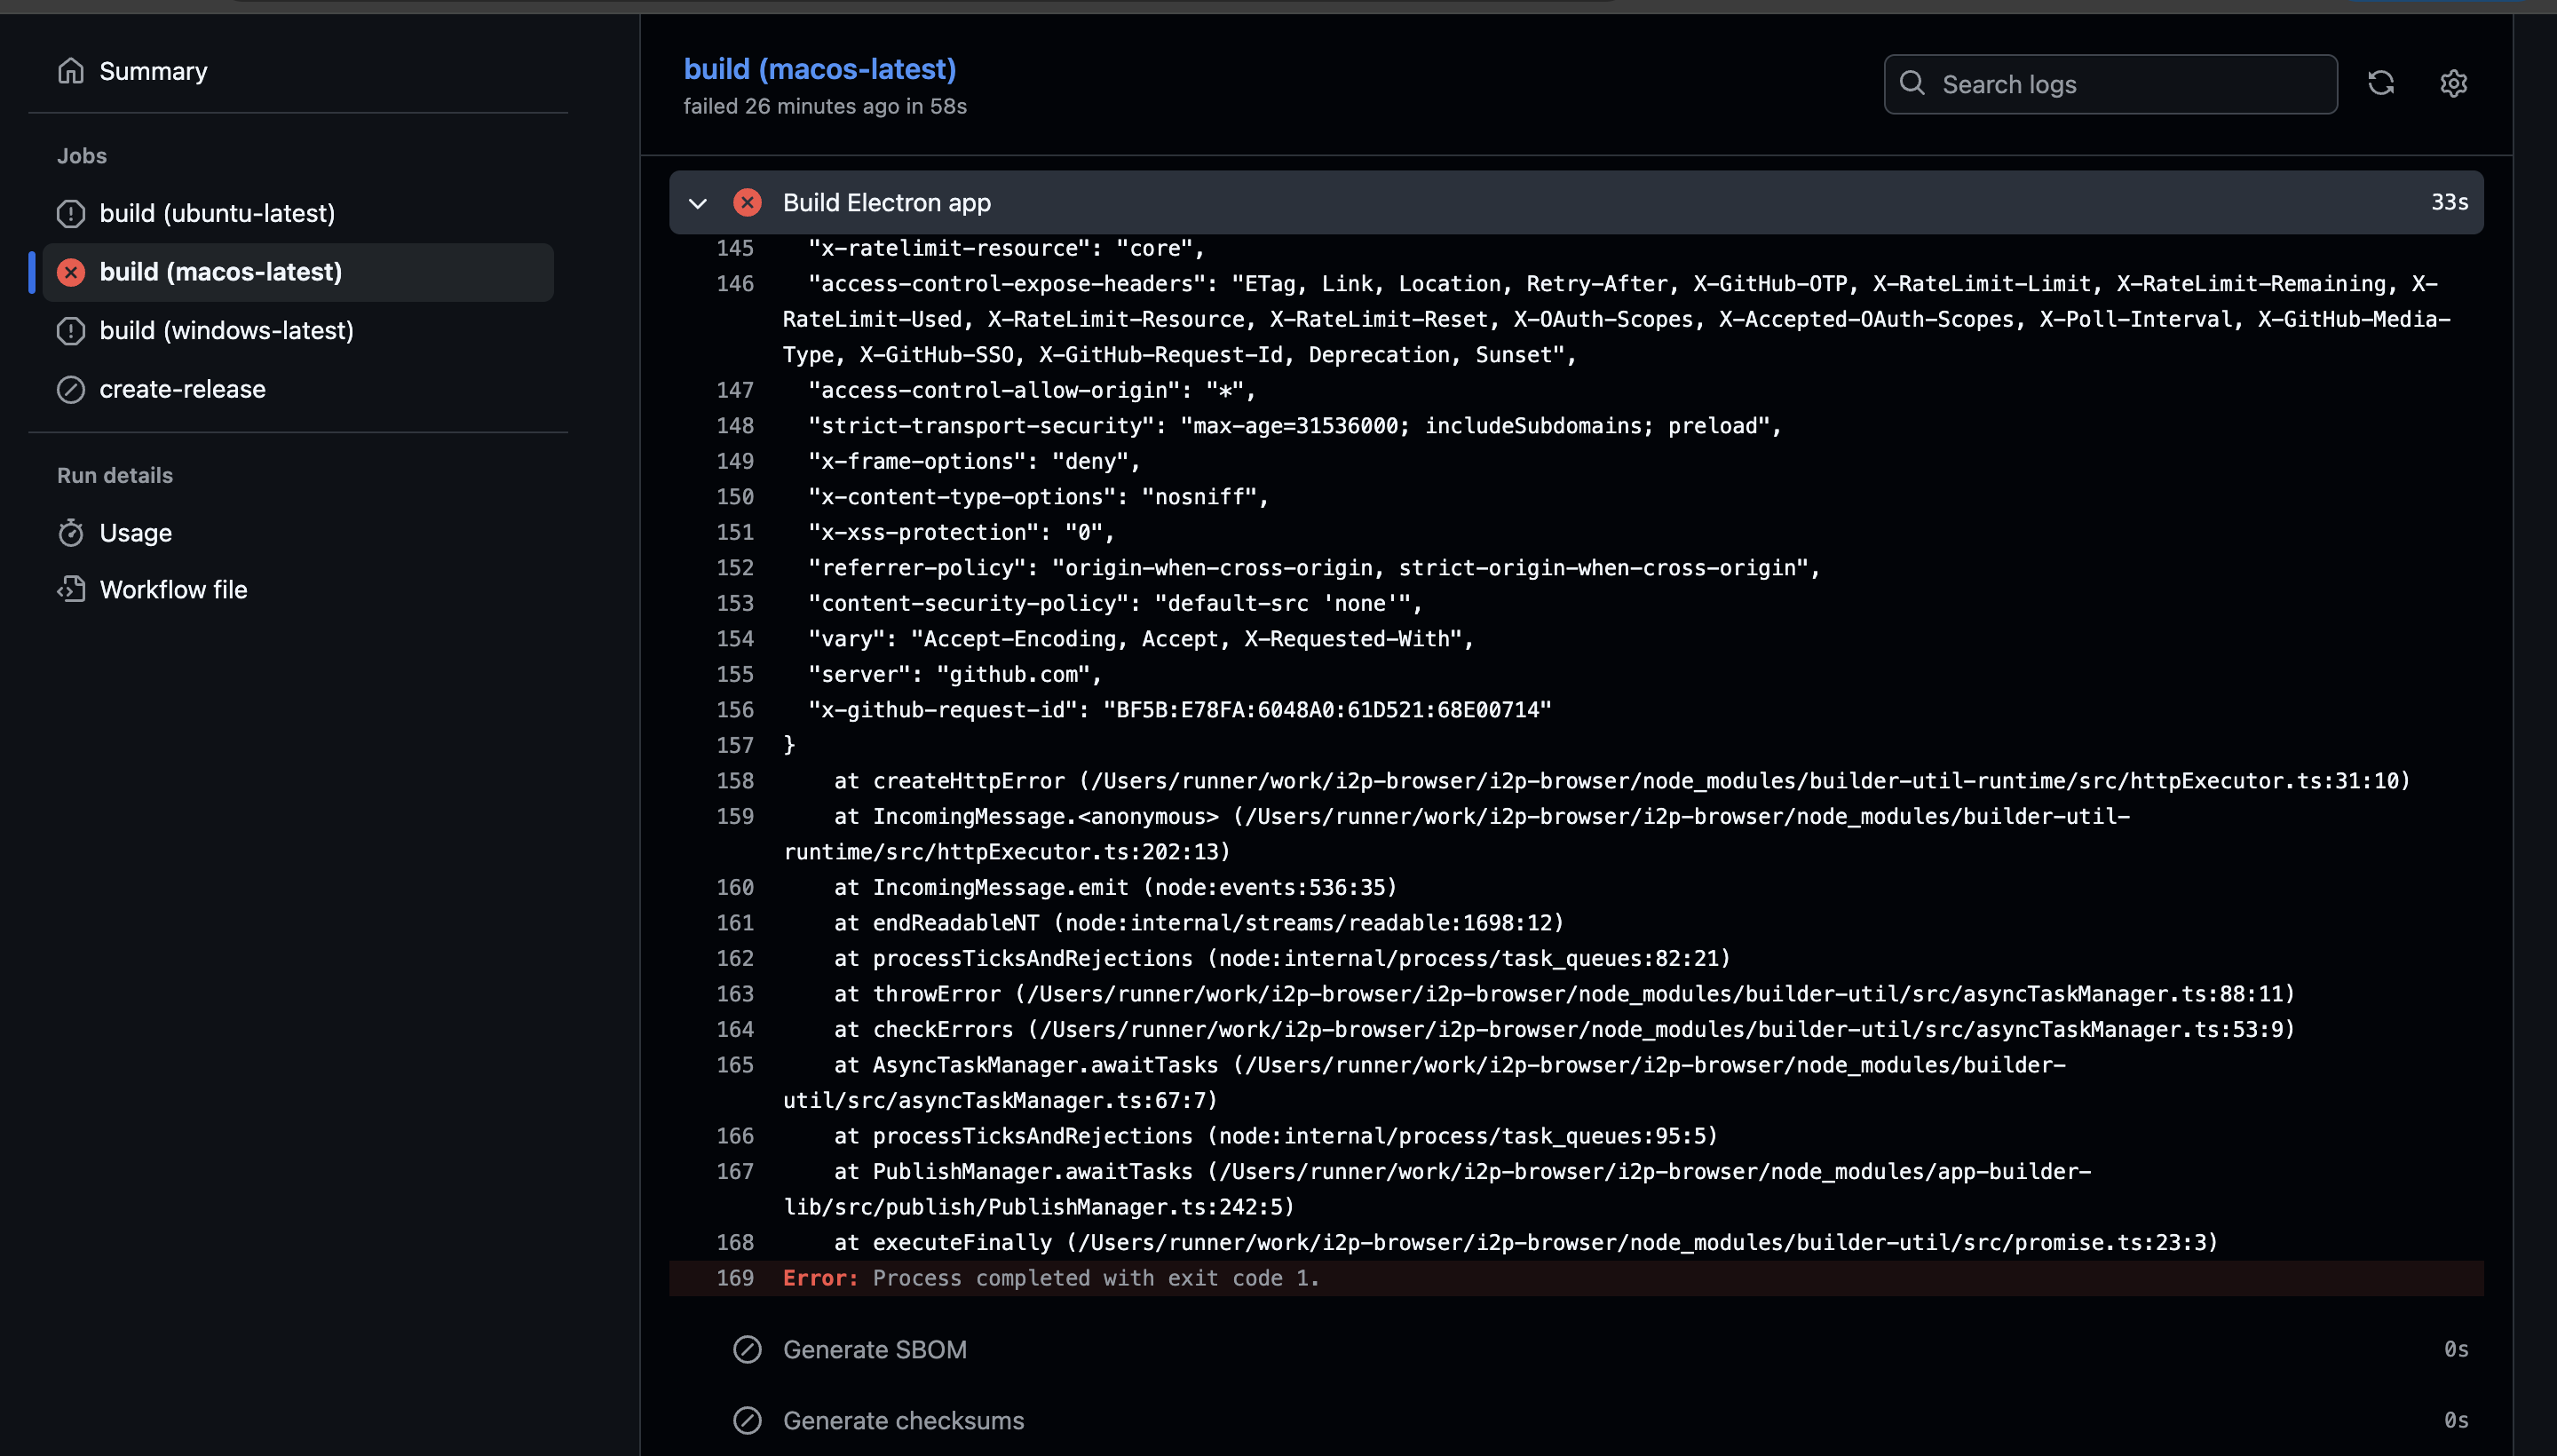 Summary
Jobs
build (ubuntu-latest)
build (macos-latest)
build (windows-latest)
create-release
Run details
Usage
Workflow file
build (macos-latest)
failed 26 minutes ago in 58s
Search logs
Build Electron app 33s
145 "x-ratelimit-resource": "core",
146 "access-control-expose-headers": "ETag, Link, Location, Retry-After, X-GitHub-OTP, X-RateLimit-Limit, X-RateLimit-Remaining, X-
RateLimit-Used, X-RateLimit-Resource, X-RateLimit-Reset, X-OAuth-Scopes, X-Accepted-OAuth-Scopes, X-Poll-Interval, X-GitHub-Media-
Type, X-GitHub-SSO, X-GitHub-Request-Id, Deprecation, Sunset",
147 "access-control-allow-origin": "*",
148 "strict-transport-security": "max-age=31536000; includeSubdomains; preload",
149 "x-frame-options": "deny",
150 "x-content-type-options": "nosniff",
151 "x-xss-protection": "0",
152 "referrer-policy": "origin-when-cross-origin, strict-origin-when-cross-origin",
153 "content-security-policy": "default-src 'none'",
154 "vary": "Accept-Encoding, Accept, X-Requested-With",
155 "server": "github.com",
156 "x-github-request-id": "BF5B:E78FA:6048A0:61D521:68E00714"
157 }
158 at createHttpError (/Users/runner/work/i2p-browser/i2p-browser/node_modules/builder-util-runtime/src/httpExecutor.ts:31:10)
159 at IncomingMessage.<anonymous> (/Users/runner/work/i2p-browser/i2p-browser/node_modules/builder-util-
runtime/src/httpExecutor.ts:202:13)
160 at IncomingMessage.emit (node:events:536:35)
161 at endReadableNT (node:internal/streams/readable:1698:12)
162 at processTicksAndRejections (node:internal/process/task_queues:82:21)
163 at throwError (/Users/runner/work/i2p-browser/i2p-browser/node_modules/builder-util/src/asyncTaskManager.ts:88:11)
164 at checkErrors (/Users/runner/work/i2p-browser/i2p-browser/node_modules/builder-util/src/asyncTaskManager.ts:53:9)
165 at AsyncTaskManager.awaitTasks (/Users/runner/work/i2p-browser/i2p-browser/node_modules/builder-
util/src/asyncTaskManager.ts:67:7)
166 at processTicksAndRejections (node:internal/process/task_queues:95:5)
167 at PublishManager.awaitTasks (/Users/runner/work/i2p-browser/i2p-browser/node_modules/app-builder-
lib/src/publish/PublishManager.ts:242:5)
168 at executeFinally (/Users/runner/work/i2p-browser/i2p-browser/node_modules/builder-util/src/promise.ts:23:3)
169 Error: Process completed with exit code 1.
Generate SBOM 0s
Generate checksums 0s